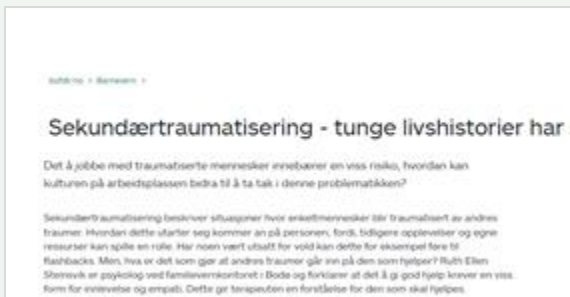 bufdir.no > Barnevern >
Sekundærtraumatisering - tunge livshistorier har
Det å jobbe med traumatiserte mennesker innebærer en viss risiko, hvordan kan
kulturen på arbeidsplassen bidra til å ta tak i denne problematikken?
Sekundærtraumatisering beskriver situasjoner hvor enkeltmennesker blir traumatisert av andres
traumer. Hvordan dette utarter seg kommer an på personen, fordi, tidligere opplevelser og egne
ressurser kan spille en rolle. Har noen vært utsatt for vold kan dette for eksempel føre til
flashbacks. Men, hva er det som gjør at andres traumer går inn på den som hjelper? Ruth Ellen
er psykolog ved familievernkontoret i Bodø og forklarer at det å gi god hjelp krever en viss
form for innlevelse og empati. Dette gir terapeuten en forståelse for den som skal hjelpes.